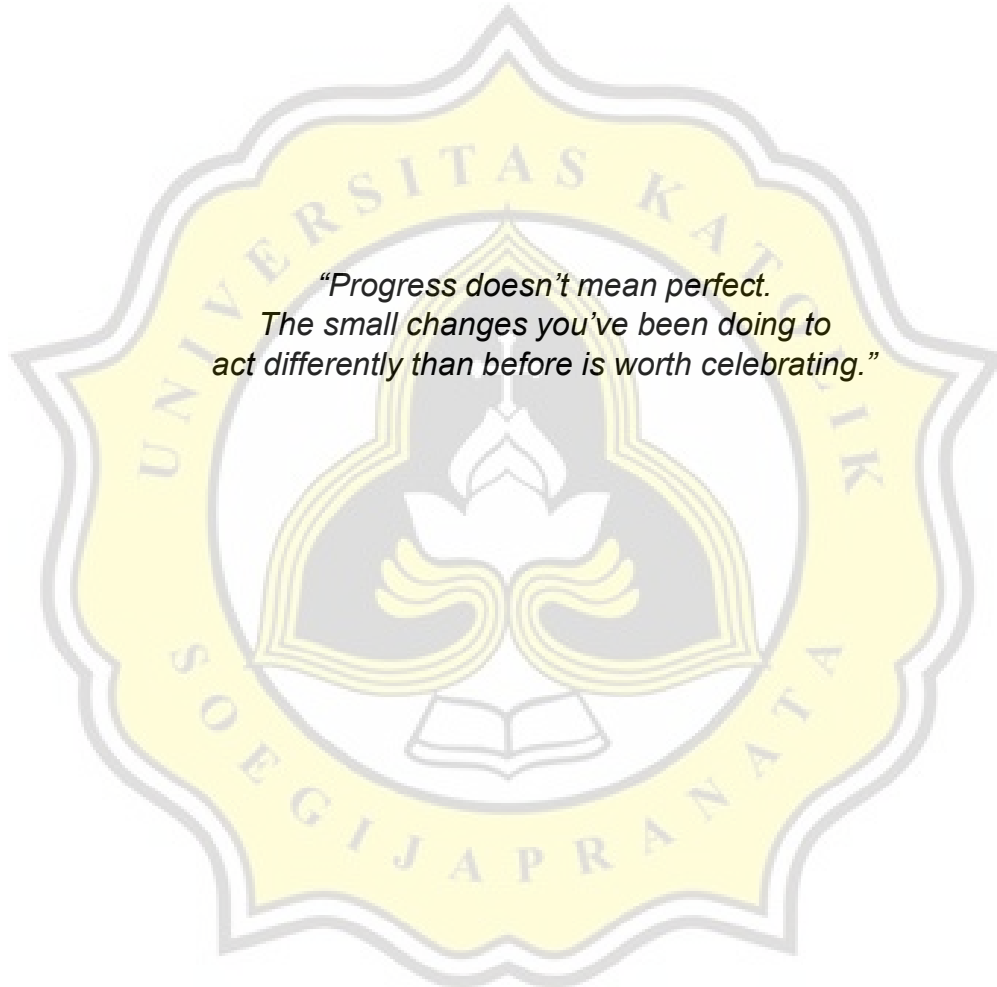 UNIVERSITAS KATOLIK
“Progress doesn’t mean perfect.
The small changes you’ve been doing to
act differently than before is worth celebrating.”
SOEGIJAPRANATA